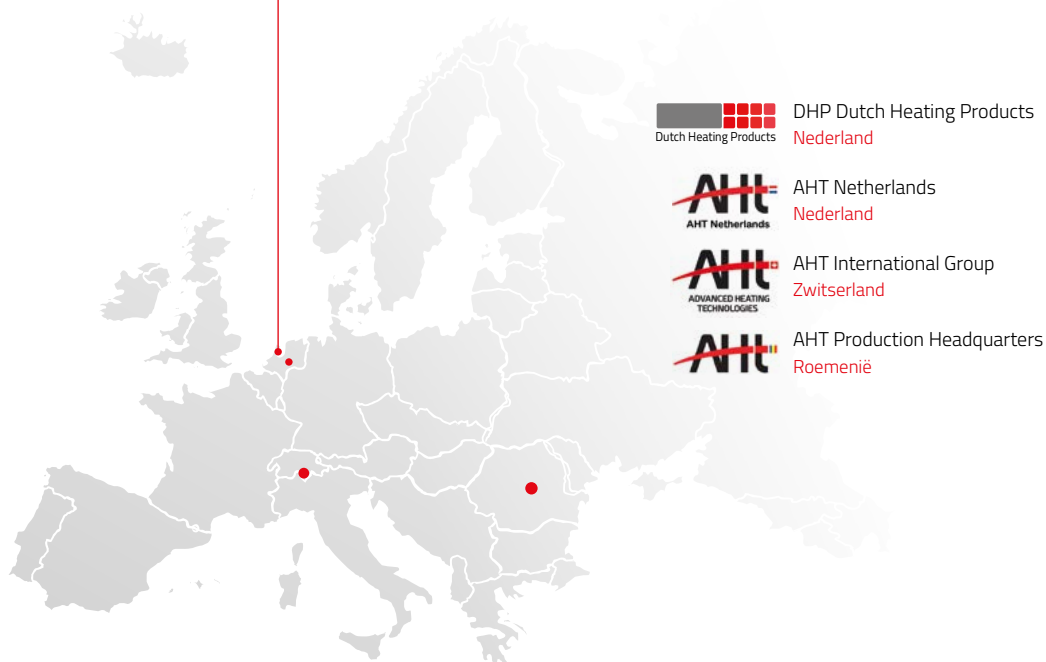 Dutch Heating Products
DHP Dutch Heating Products
Nederland
AHT
AHT Netherlands
AHT Netherlands
Nederland
AHT
ADVANCED HEATING
TECHNOLOGIES
AHT International Group
Zwitserland
AHT
AHT Production Headquarters
Roemenië